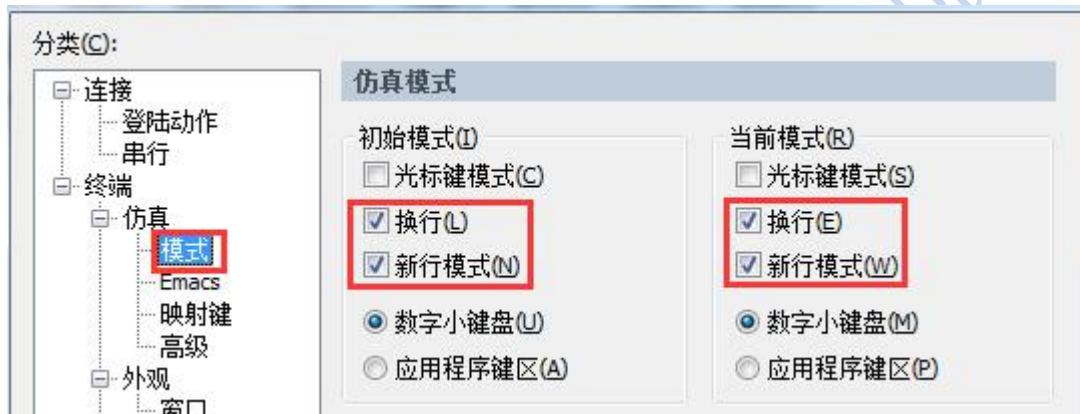 分类(C):
连接
登陆动作
串行
终端
仿真
模式
Emacs
映射键
高级
外观
窗口
仿真模式
初始模式(I)
光标键模式(C)
换行(L)
新行模式(N)
数字小键盘(U)
应用程序键区(A)
当前模式(R)
光标键模式(S)
换行(E)
新行模式(W)
数字小键盘(M)
应用程序键区(P)